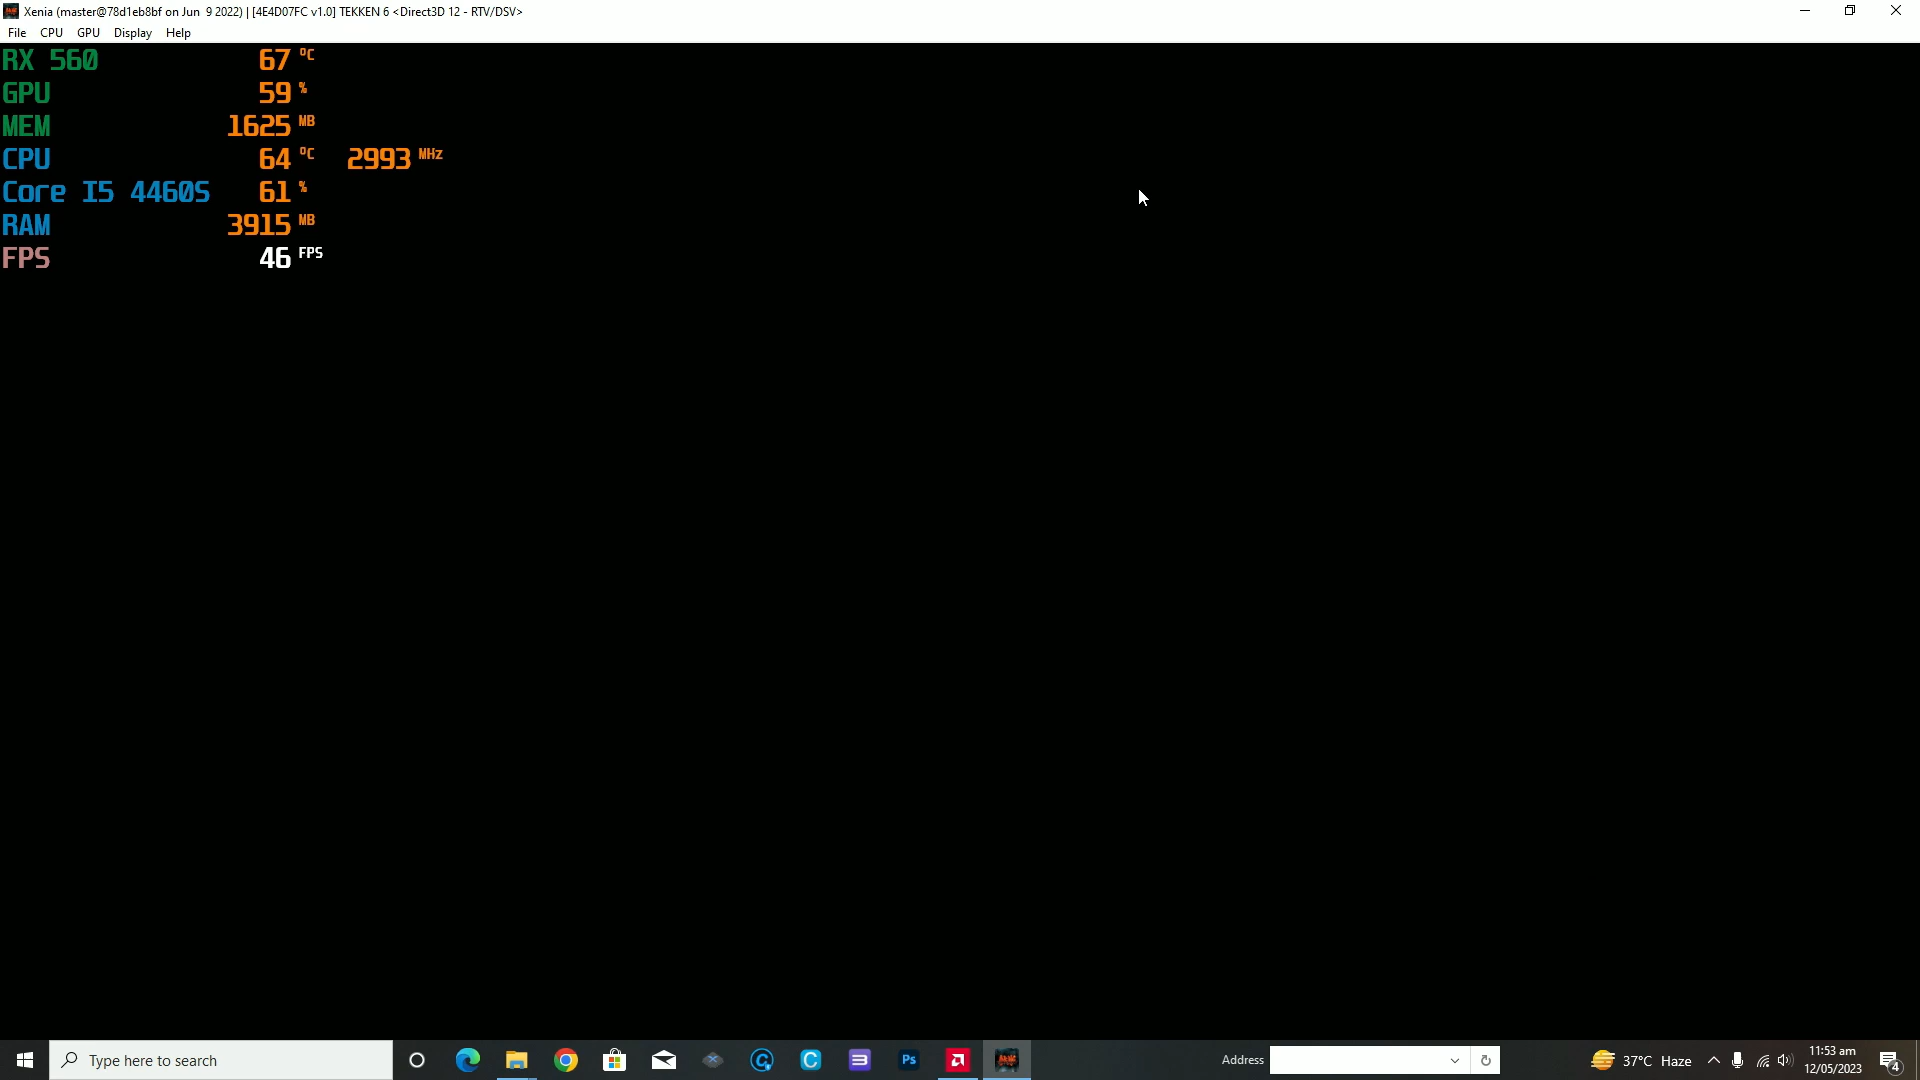 Xenia (master@78d1eb8bf on Jun 9 2022) | [4E4D07FC v1.0] TEKKEN 6 <Direct3D 12 - RTV/DSV>
File CPU GPU Display Help
RX 560 67 °C
GPU 59 %
MEM 1625 MB
CPU 64 °C 2993 MHz
Core I5 4460S 61 %
RAM 3915 MB
FPS 46 FPS
Type here to search
Ps
Address
37°C Haze
11:53 am
12/05/2023
4